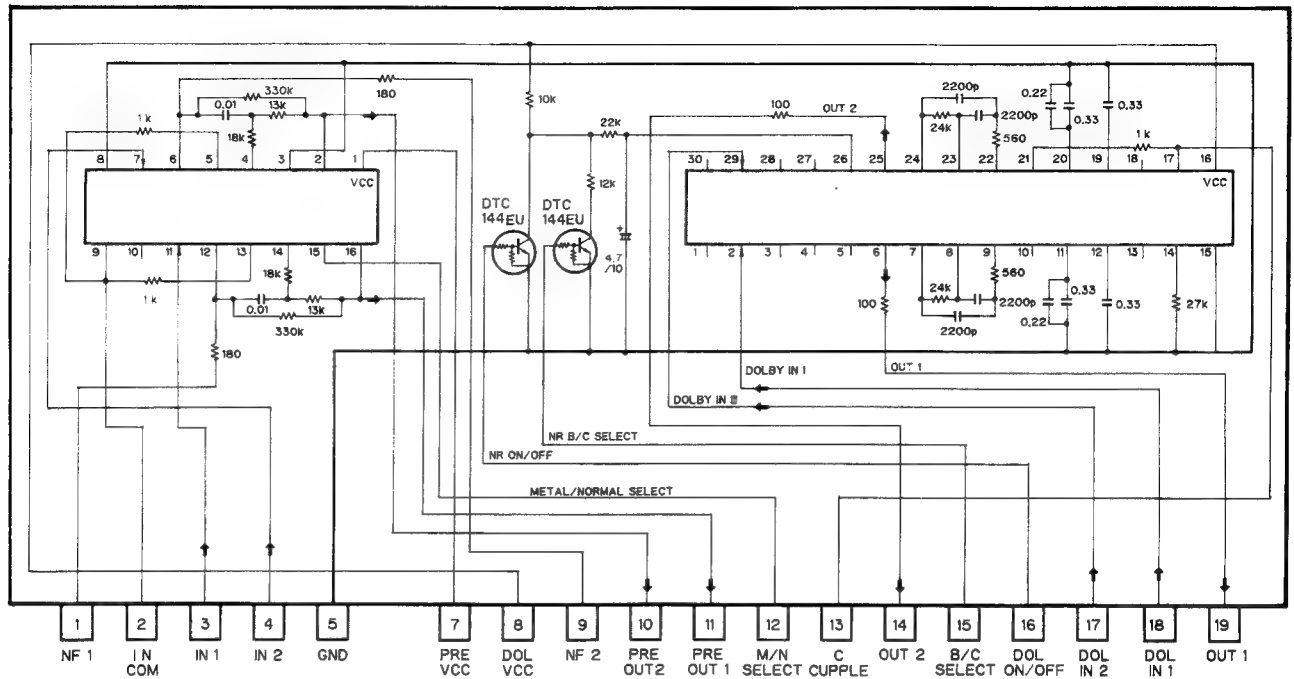 180
100
OUT 2
2200p
0.22
0.33
0.33
330k
0.01
13k
1 k
18k
10k
22k
24k
2200p
560
1 k
8 7 6 5 4 3 2 1
VCC
12k
30 29 28 27 26 25 24 23 22 21 20 19 18 17 16
VCC
DTC
144EU
DTC
144EU
+
4.7
/10
9 10 11 12 13 14 15 16
1 2 3 4 5 6 7 8 9 10 11 12 13 14 15
1k
18k
0.01
13k
330k
180
100
24k
560
2200p
2200p
0.33
0.22
0.33
27k
OUT 1
DOLBY IN 1
DOLBY IN 2
NR B/C SELECT
NR ON/OFF
METAL/NORMAL SELECT
1 2 3 4 5 7 8 9 10 11 12 13 14 15 16 17 18 19
NF 1
IN
COM
IN 1
IN 2
GND
PRE
VCC
DOL
VCC
NF 2
PRE
OUT2
PRE
OUT 1
M/N
SELECT
C
CUPPLE
OUT 2
B/C
SELECT
DOL
ON/OFF
DOL
IN 2
DOL
IN 1
OUT 1